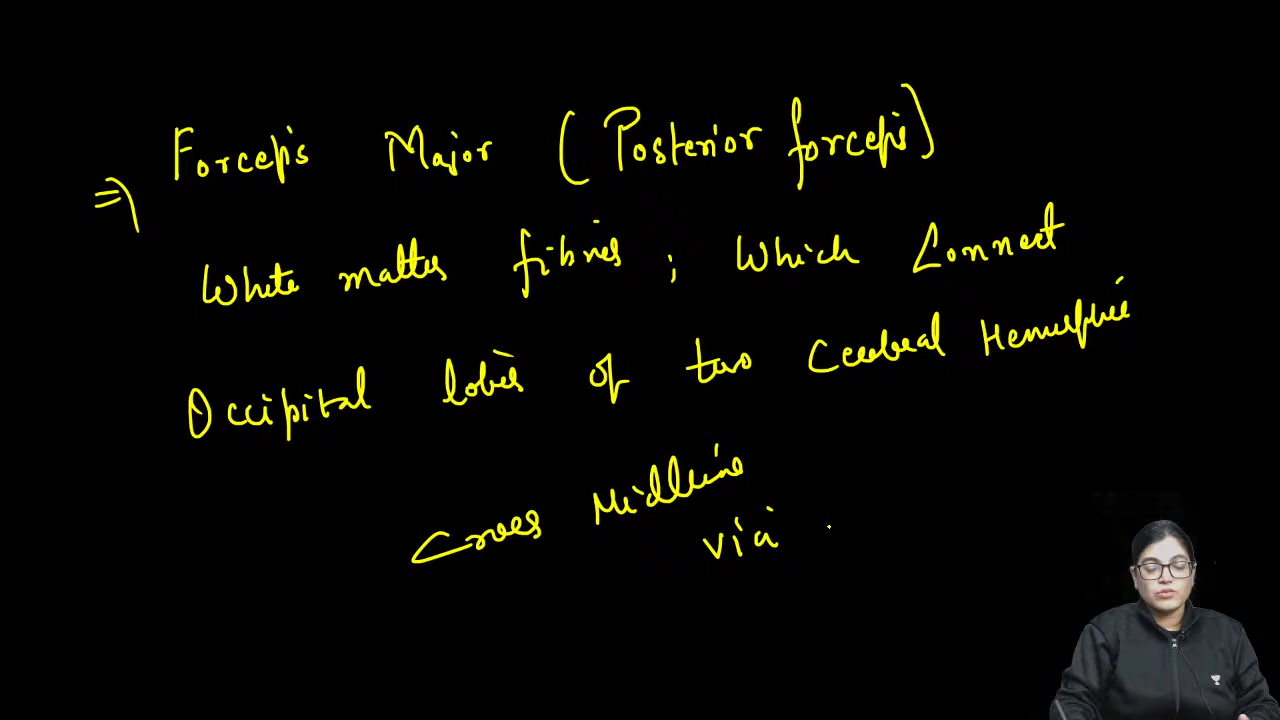 ⇒ Forceps Major (Posterior forceps)
White matter fibres ; Which Connect
Occipital lobes of two Cerebral Hemisphere
Cross Midline
via